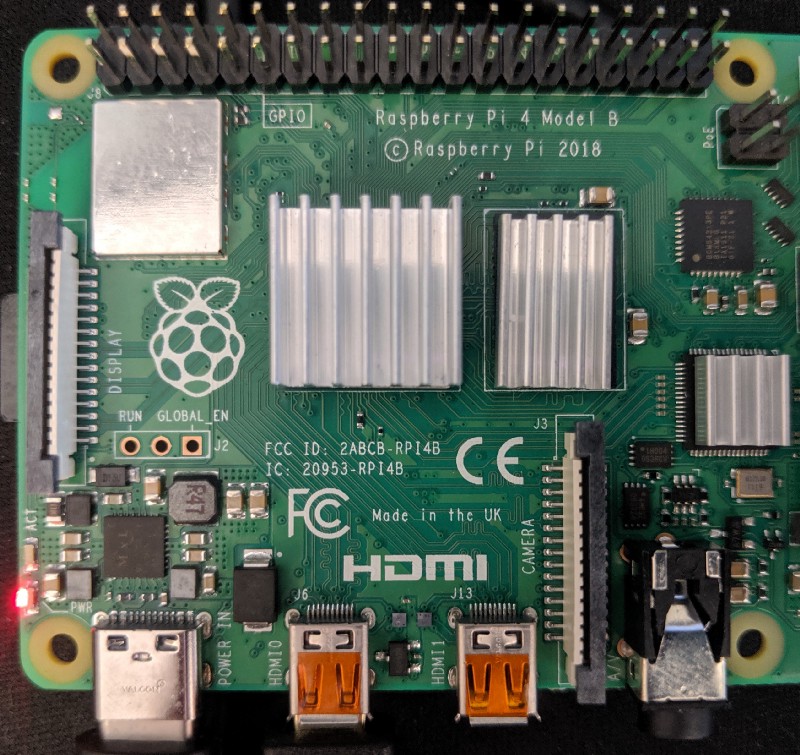 J8
GPIO
Raspberry Pi 4 Model B
© Raspberry Pi 2018
PoE
DISPLAY
RUN GLOBAL_EN
J2
FCC ID: 2ABCB-RPI4B
IC: 20953-RPI4B
CE
J3
FC
Made in the UK
HDMI
CAMERA
R47
ACT
PWR
POWER IN
J6
HDMI0
J13
HDMI1
A/V